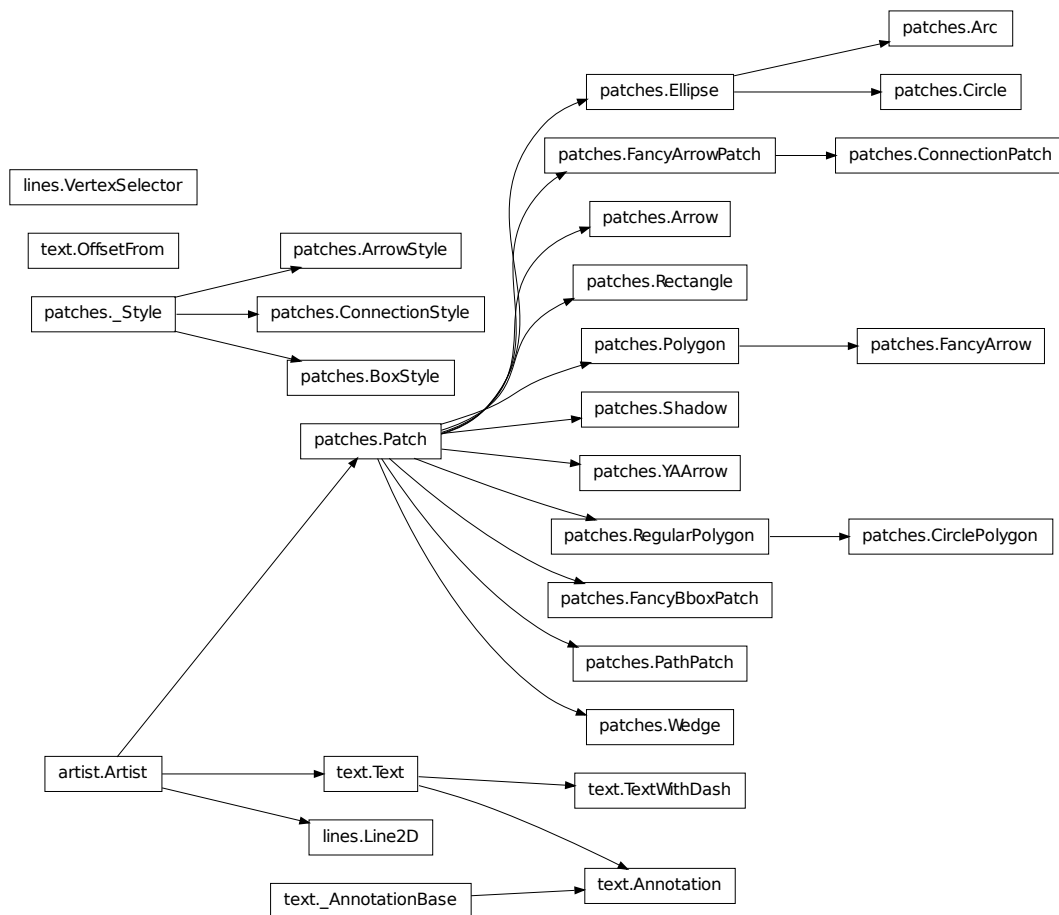 patches.Arc
patches.Ellipse
patches.Circle
patches.FancyArrowPatch
patches.ConnectionPatch
lines.VertexSelector
patches.Arrow
text.OffsetFrom
patches.ArrowStyle
patches.Rectangle
patches._Style
patches.ConnectionStyle
patches.Polygon
patches.FancyArrow
patches.BoxStyle
patches.Shadow
patches.Patch
patches.YAArrow
patches.RegularPolygon
patches.CirclePolygon
patches.FancyBboxPatch
patches.PathPatch
patches.Wedge
artist.Artist
text.Text
text.TextWithDash
lines.Line2D
text.Annotation
text._AnnotationBase